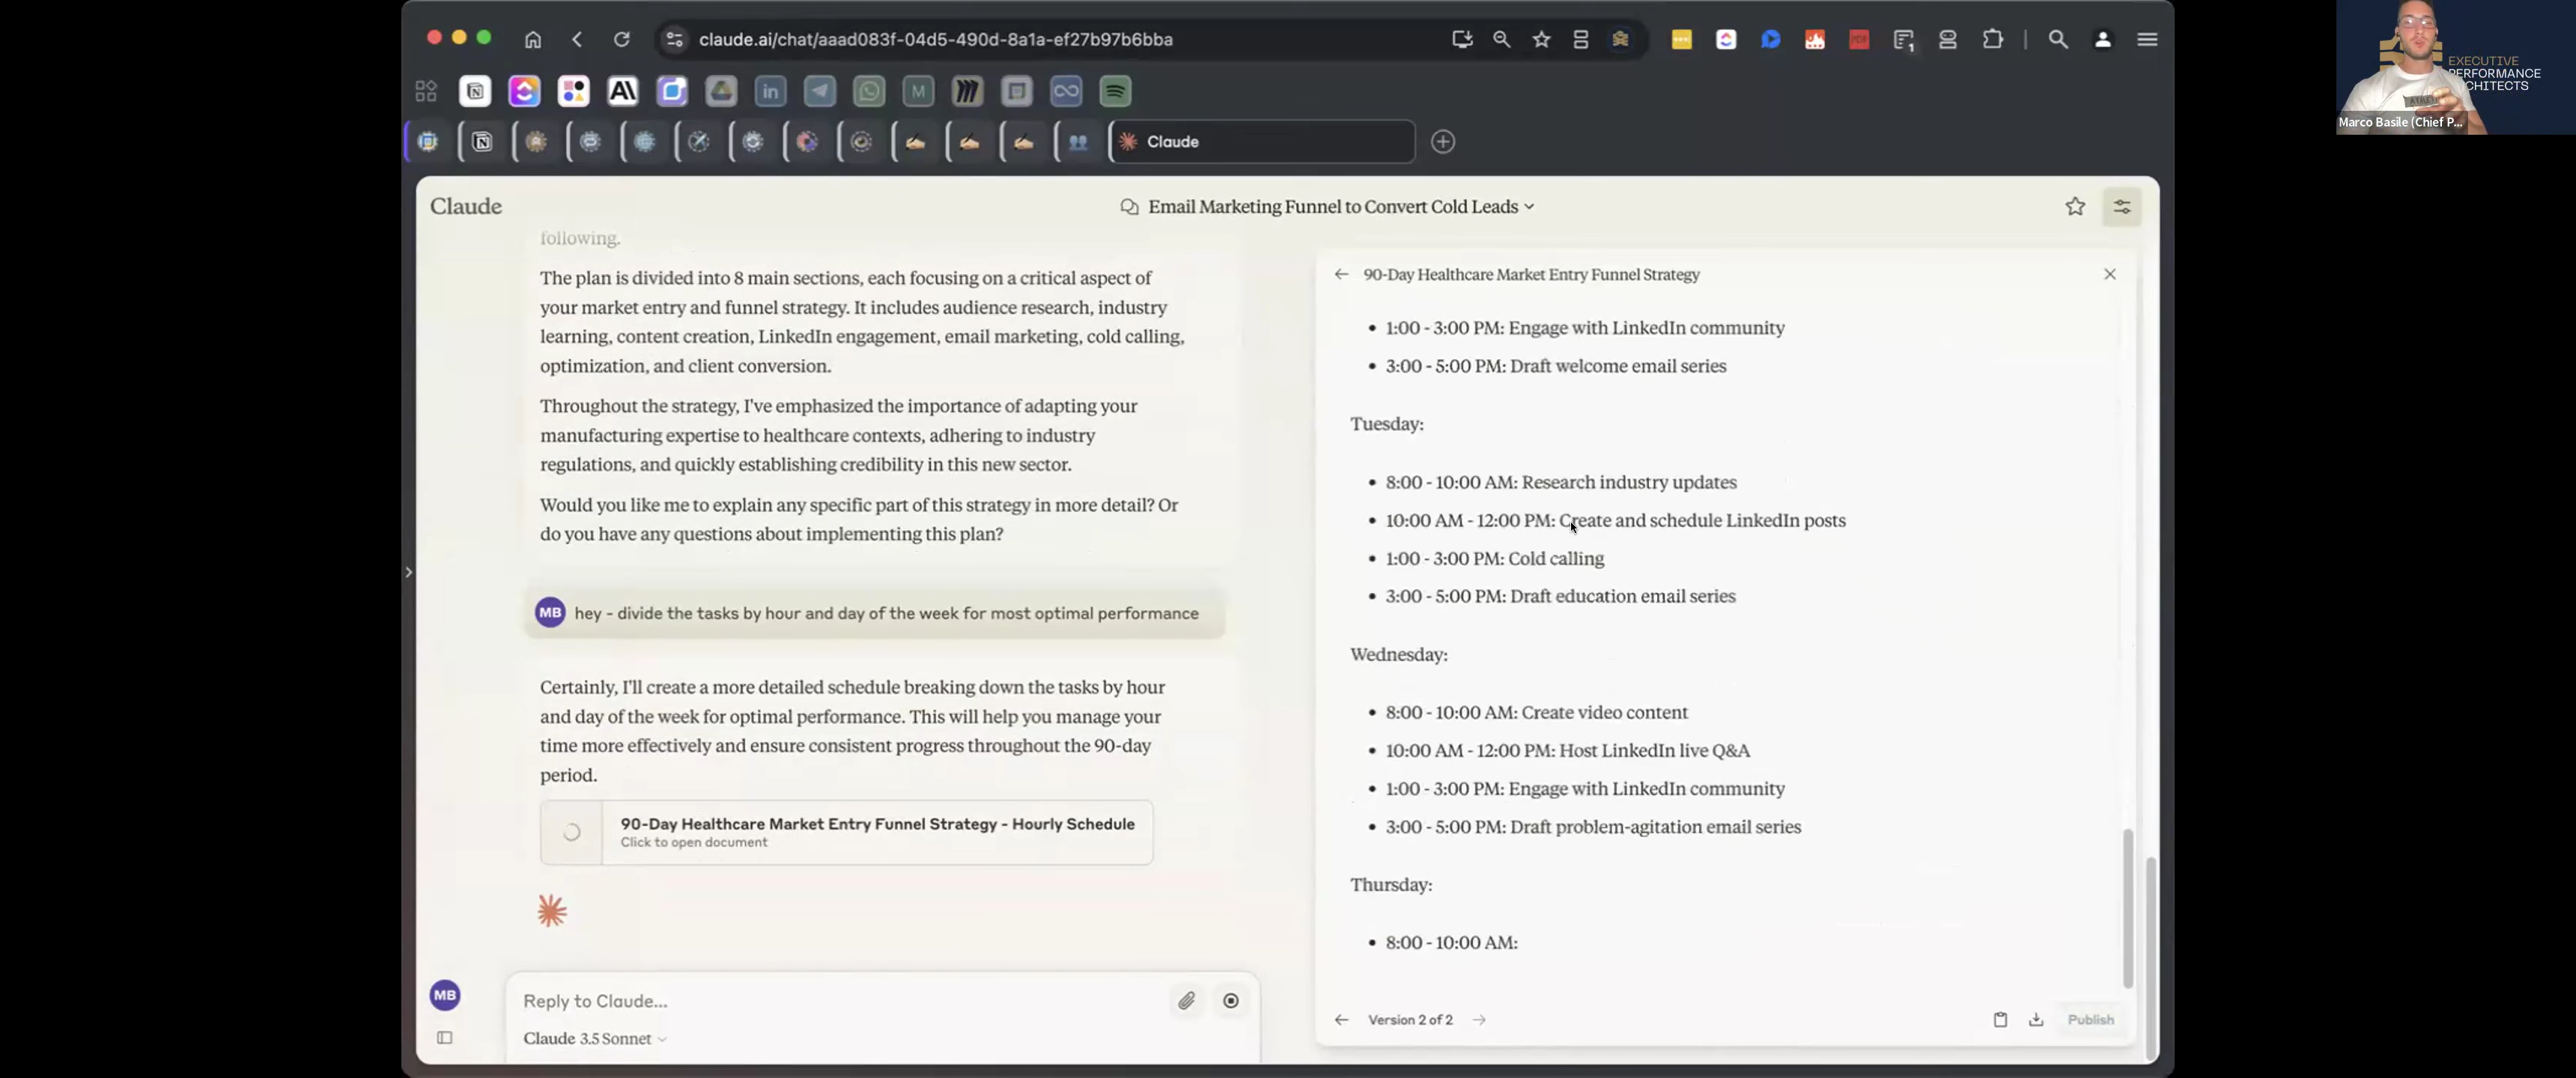 claude.ai/chat/aaad083f-04d5-490d-8a1a-ef27b97b6bba
EXECUTIVE
PERFORMANCE
CHITECTS
Marco Basile (Chief P...
Claude
Claude
Email Marketing Funnel to Convert Cold Leads
following.
The plan is divided into 8 main sections, each focusing on a critical aspect of
your market entry and funnel strategy. It includes audience research, industry
learning, content creation, LinkedIn engagement, email marketing, cold calling,
optimization, and client conversion.
Throughout the strategy, I've emphasized the importance of adapting your
manufacturing expertise to healthcare contexts, adhering to industry
regulations, and quickly establishing credibility in this new sector.
Would you like me to explain any specific part of this strategy in more detail? Or
do you have any questions about implementing this plan?
MB hey - divide the tasks by hour and day of the week for most optimal performance
Certainly, I'll create a more detailed schedule breaking down the tasks by hour
and day of the week for optimal performance. This will help you manage your
time more effectively and ensure consistent progress throughout the 90-day
period.
90-Day Healthcare Market Entry Funnel Strategy - Hourly Schedule
Click to open document
MB
Reply to Claude...
Claude 3.5 Sonnet
90-Day Healthcare Market Entry Funnel Strategy
• 1:00 - 3:00 PM: Engage with LinkedIn community
• 3:00 - 5:00 PM: Draft welcome email series
Tuesday:
• 8:00 - 10:00 AM: Research industry updates
• 10:00 AM - 12:00 PM: Create and schedule LinkedIn posts
• 1:00 - 3:00 PM: Cold calling
• 3:00 - 5:00 PM: Draft education email series
Wednesday:
• 8:00 - 10:00 AM: Create video content
• 10:00 AM - 12:00 PM: Host LinkedIn live Q&A
• 1:00 - 3:00 PM: Engage with LinkedIn community
• 3:00 - 5:00 PM: Draft problem-agitation email series
Thursday:
• 8:00 - 10:00 AM:
Version 2 of 2
Publish